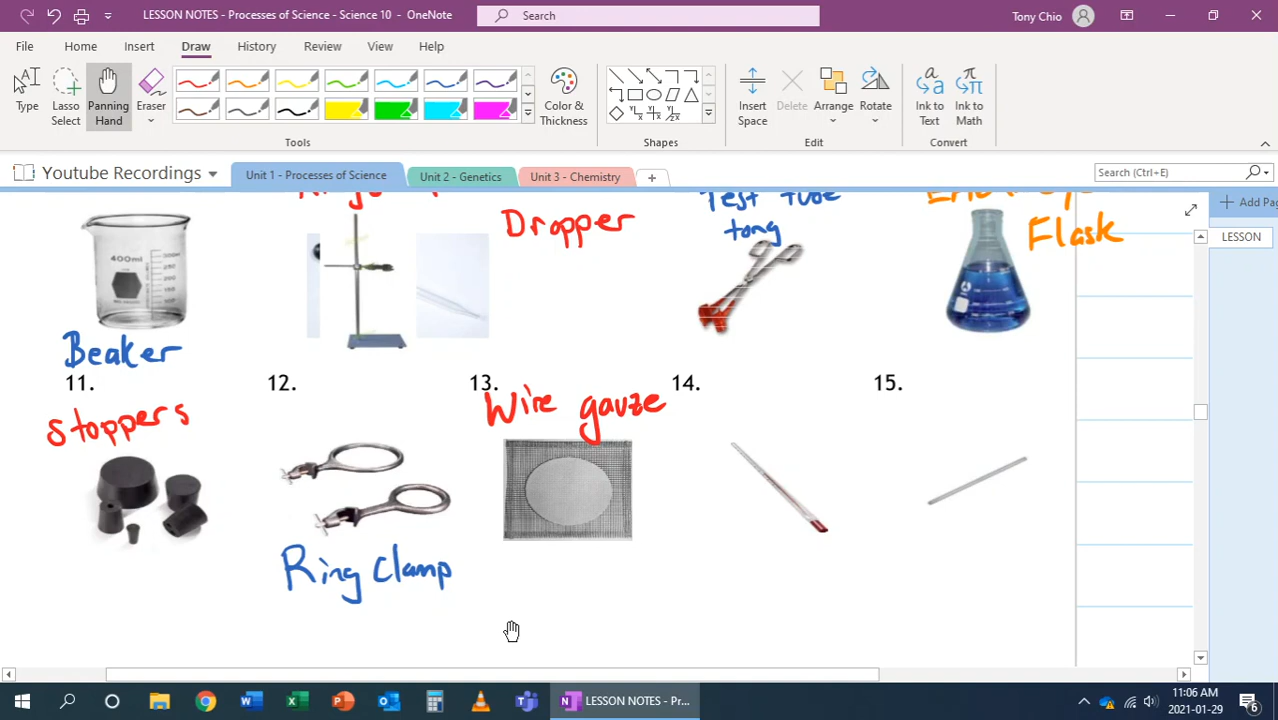 LESSON NOTES - Processes of Science - Science 10 - OneNote
Search
Tony Chio
File Home Insert Draw History Review View Help
Type
Lasso Select
Panning Hand
Eraser
Color & Thickness
Insert Space
Delete
Arrange
Rotate
Ink to Text
Ink to Math
Tools
Shapes
Edit
Convert
Youtube Recordings
Unit 1 - Processes of Science
Unit 2 - Genetics
Unit 3 - Chemistry
Search (Ctrl+E)
Add Pag
LESSON
Dropper
Test tube
tong
Flask
400ml
Beaker
11. 12. 13. 14. 15.
stoppers
Wire gauze
Ring Clamp
LESSON NOTES - Pr...
11:06 AM
2021-01-29
6